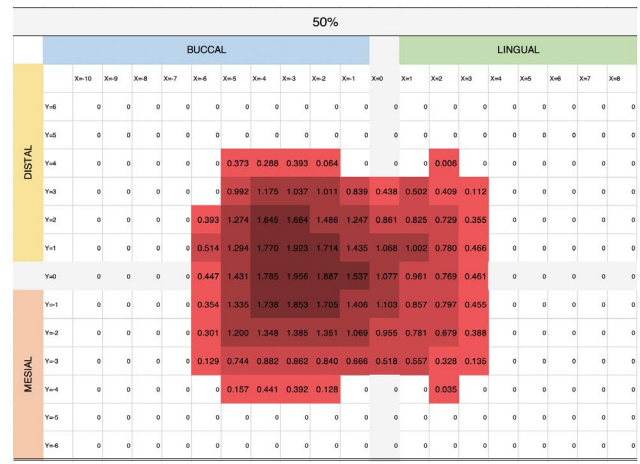 50%
BUCCAL LINGUAL
X=-10 X=-9 X=-8 X=-7 X=-6 X=-5 X=-4 X=-3 X=-2 X=-1 X=0 X=1 X=2 X=3 X=4 X=5 X=6 X=7 X=8
DISTAL
Y=6 0 0 0 0 0 0 0 0 0 0 0 0 0 0 0 0 0 0 0
Y=5 0 0 0 0 0 0 0 0 0 0 0 0 0 0 0 0 0 0 0
Y=4 0 0 0 0 0 0.373 0.288 0.393 0.064 0 0 0 0.006 0 0 0 0 0 0
Y=3 0 0 0 0 0 0.992 1.175 1.037 1.011 0.839 0.438 0.502 0.409 0.112 0 0 0 0 0
Y=2 0 0 0 0 0.393 1.274 1.645 1.664 1.486 1.247 0.861 0.825 0.729 0.355 0 0 0 0 0
Y=1 0 0 0 0 0.514 1.294 1.770 1.923 1.714 1.435 1.068 1.002 0.780 0.466 0 0 0 0 0
Y=0 0 0 0 0 0.447 1.431 1.785 1.956 1.887 1.537 1.077 0.961 0.769 0.461 0 0 0 0 0
MESIAL
Y=-1 0 0 0 0 0.354 1.335 1.738 1.853 1.705 1.406 1.103 0.857 0.797 0.455 0 0 0 0 0
Y=-2 0 0 0 0 0.301 1.200 1.348 1.385 1.351 1.069 0.955 0.781 0.679 0.388 0 0 0 0 0
Y=-3 0 0 0 0 0.129 0.744 0.882 0.862 0.840 0.666 0.518 0.557 0.328 0.135 0 0 0 0 0
Y=-4 0 0 0 0 0 0.157 0.441 0.392 0.128 0 0 0 0.035 0 0 0 0 0 0
Y=-5 0 0 0 0 0 0 0 0 0 0 0 0 0 0 0 0 0 0 0
Y=-6 0 0 0 0 0 0 0 0 0 0 0 0 0 0 0 0 0 0 0